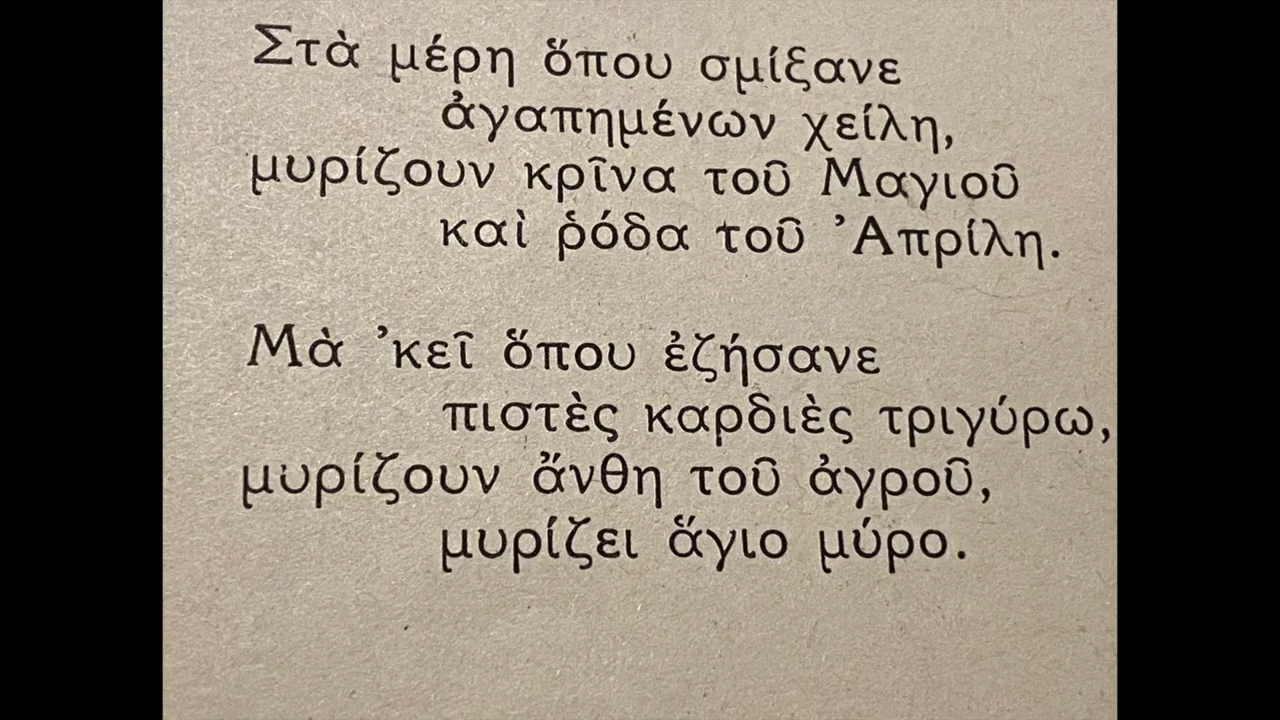 Στὰ μέρη ὅπου σμίξανε
ἀγαπημένων χείλη,
μυρίζουν κρῖνα τοῦ Μαγιοῦ
καὶ ῥόδα τοῦ Ἀπρίλη.
Μὰ ᾿κεῖ ὅπου ἐζήσανε
πιστὲς καρδιὲς τριγύρω,
μυρίζουν ἄνθη τοῦ ἀγροῦ,
μυρίζει ἅγιο μύρο.